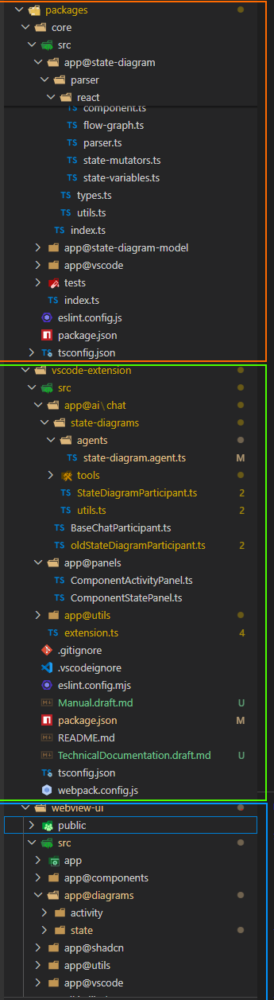 packages
core
src
app@state-diagram
parser
react
component.ts
TS flow-graph.ts
TS parser.ts
TS state-mutators.ts
TS state-variables.ts
TS types.ts
TS utils.ts
TS index.ts
app@state-diagram-model
app@vscode
tests
TS index.ts
eslint.config.js
package.json
TS tsconfig.json
vscode-extension
src
app@ai\chat
state-diagrams
agents
TS state-diagram.agent.ts M
tools
TS StateDiagramParticipant.ts 2
TS utils.ts 2
TS BaseChatParticipant.ts
TS oldStateDiagramParticipant.ts 2
app@panels
TS ComponentActivityPanel.ts
TS ComponentStatePanel.ts
app@utils
TS extension.ts 4
.gitignore
.vscodeignore
eslint.config.mjs
Manual.draft.md U
package.json M
README.md
TechnicalDocumentation.draft.md U
TS tsconfig.json
webpack.config.js
webview-ui
public
src
app
app@components
app@diagrams
activity
state
app@shadcn
app@utils
app@vscode